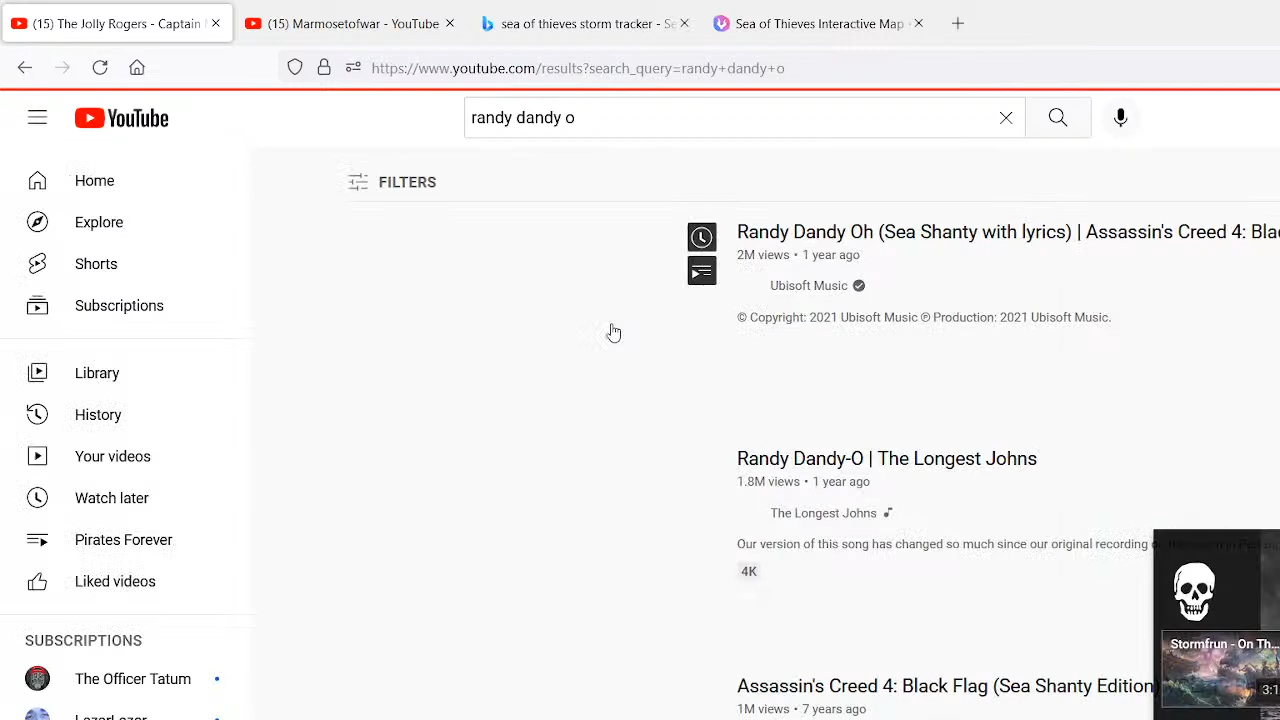 (15) The Jolly Rogers - Captain
(15) Marmosetofwar - YouTube
sea of thieves storm tracker - Se
Sea of Thieves Interactive Map
https://www.youtube.com/results?search_query=randy+dandy+o
YouTube
randy dandy o
Home
FILTERS
Explore
Randy Dandy Oh (Sea Shanty with lyrics) | Assassin's Creed 4: Blac
2M views • 1 year ago
Shorts
Ubisoft Music
Subscriptions
© Copyright: 2021 Ubisoft Music ℗ Production: 2021 Ubisoft Music.
Library
History
Your videos
Randy Dandy-O | The Longest Johns
1.8M views • 1 year ago
Watch later
The Longest Johns
Pirates Forever
Our version of this song has changed so much since our original recording
4K
Liked videos
SUBSCRIPTIONS
Stormfrun - On Th...
The Officer Tatum
Assassin's Creed 4: Black Flag (Sea Shanty Edition)
3:1
1M views • 7 years ago